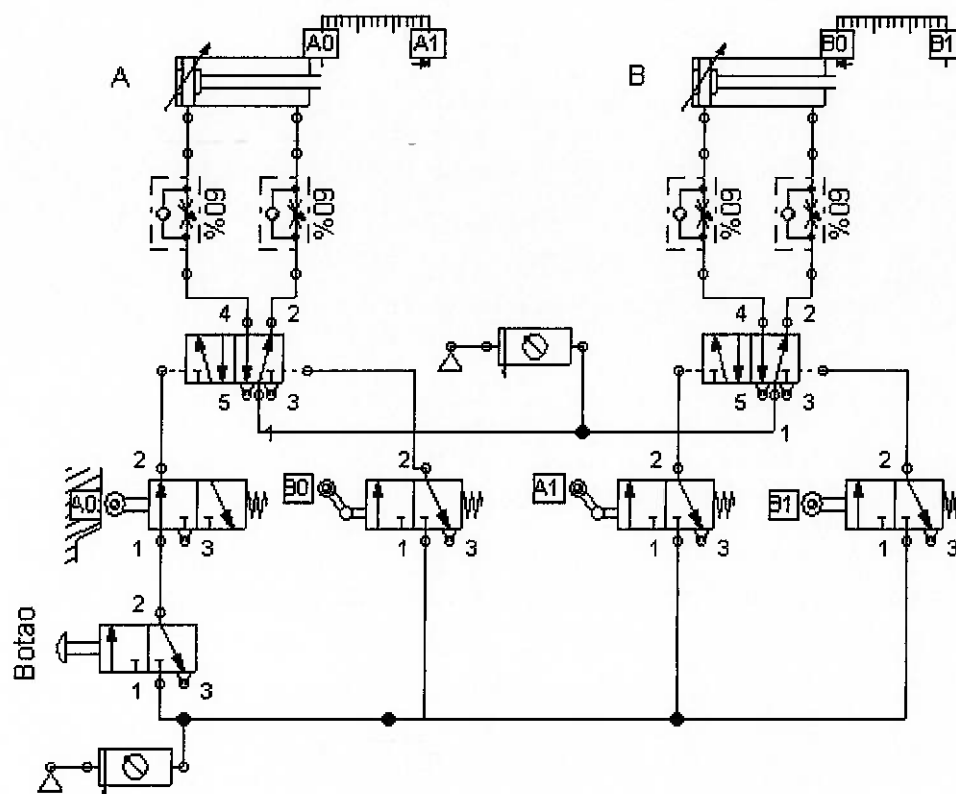 A0 A1 B0 B1
A B
60% 60% 60% 60%
4 2 4 2
5 3 5 3
1 1
2 2 2 2
A0 B0 A1 B1
1 3 1 3 1 3 1 3
2
Botao
1 3